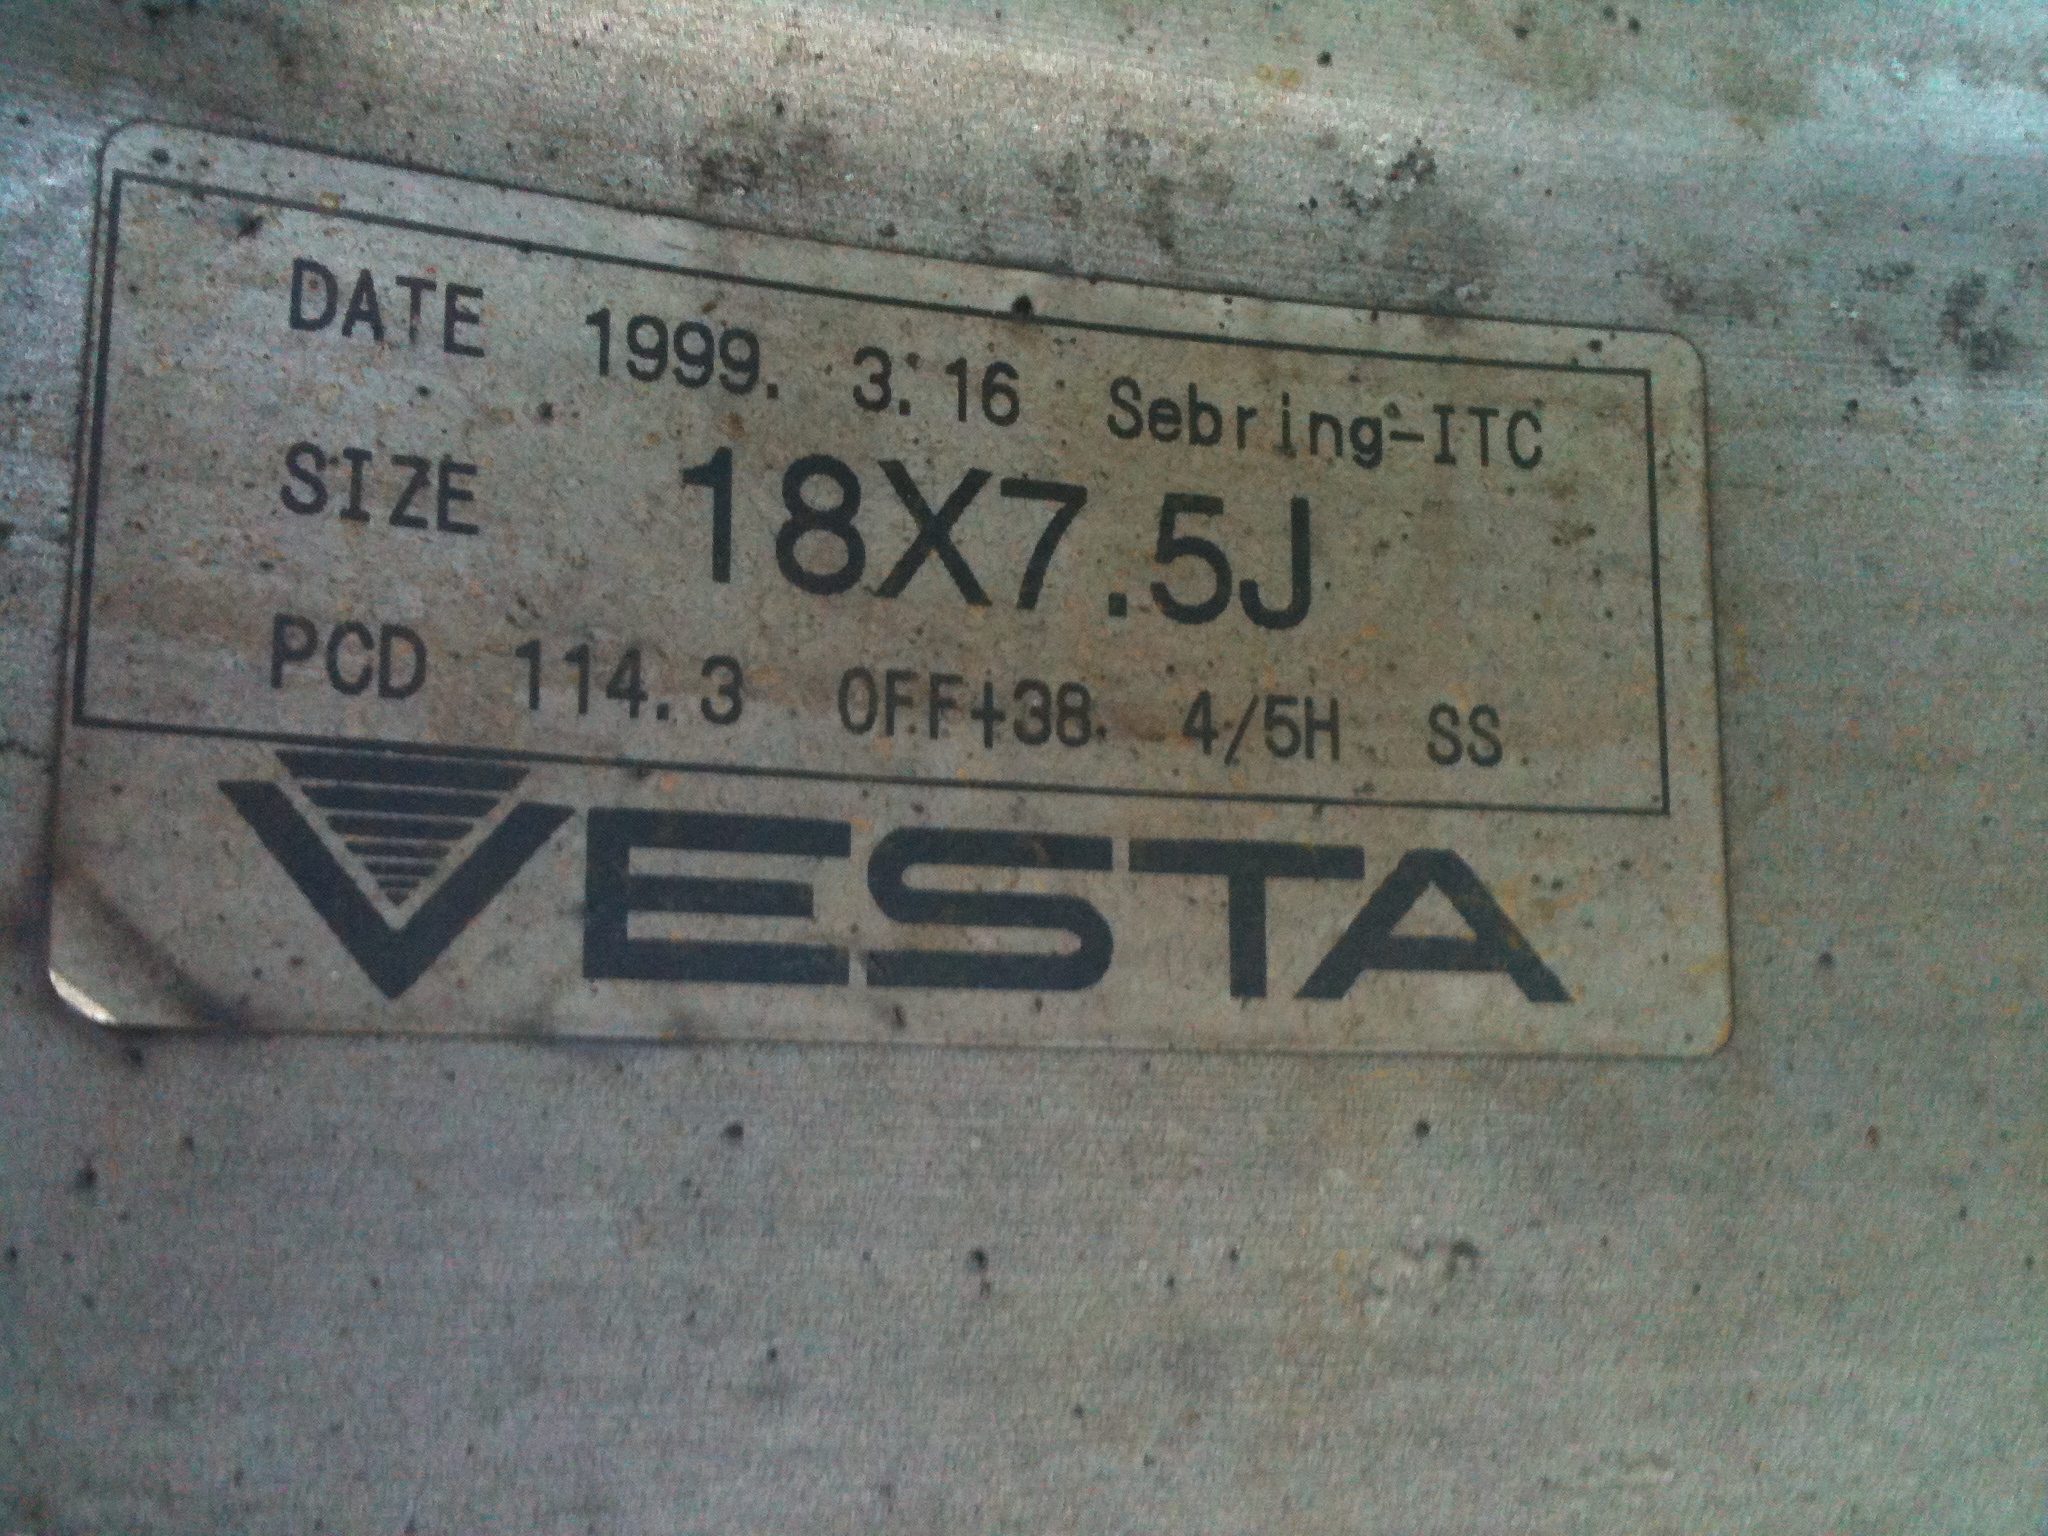 DATE 1999. 3. 16 Sebring-ITC
SIZE 18X7.5J
PCD 114.3 OFF+38 4/5H SS
VESTA